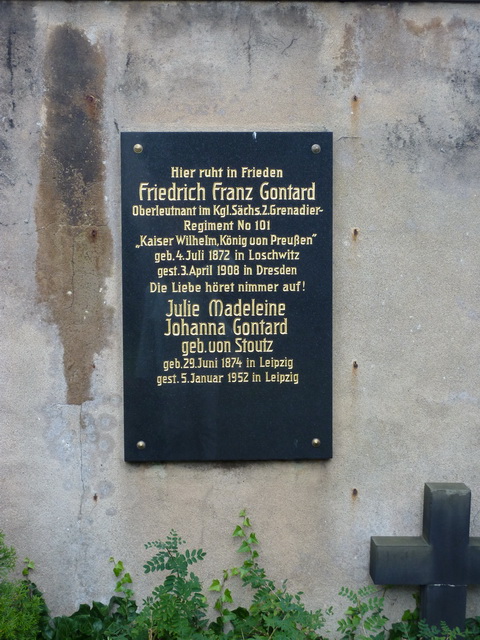 Hier ruht in Frieden
Friedrich Franz Gontard
Oberleutnant im Kgl. Sächs. 2. Grenadier-
Regiment No 101
„Kaiser Wilhelm, König von Preußen"
geb. 4. Juli 1872 in Loschwitz
gest. 3. April 1908 in Dresden
Die Liebe höret nimmer auf!
Julie Madeleine
Johanna Gontard
geb. von Stoutz
geb. 29. Juni 1874 in Leipzig
gest. 5. Januar 1952 in Leipzig